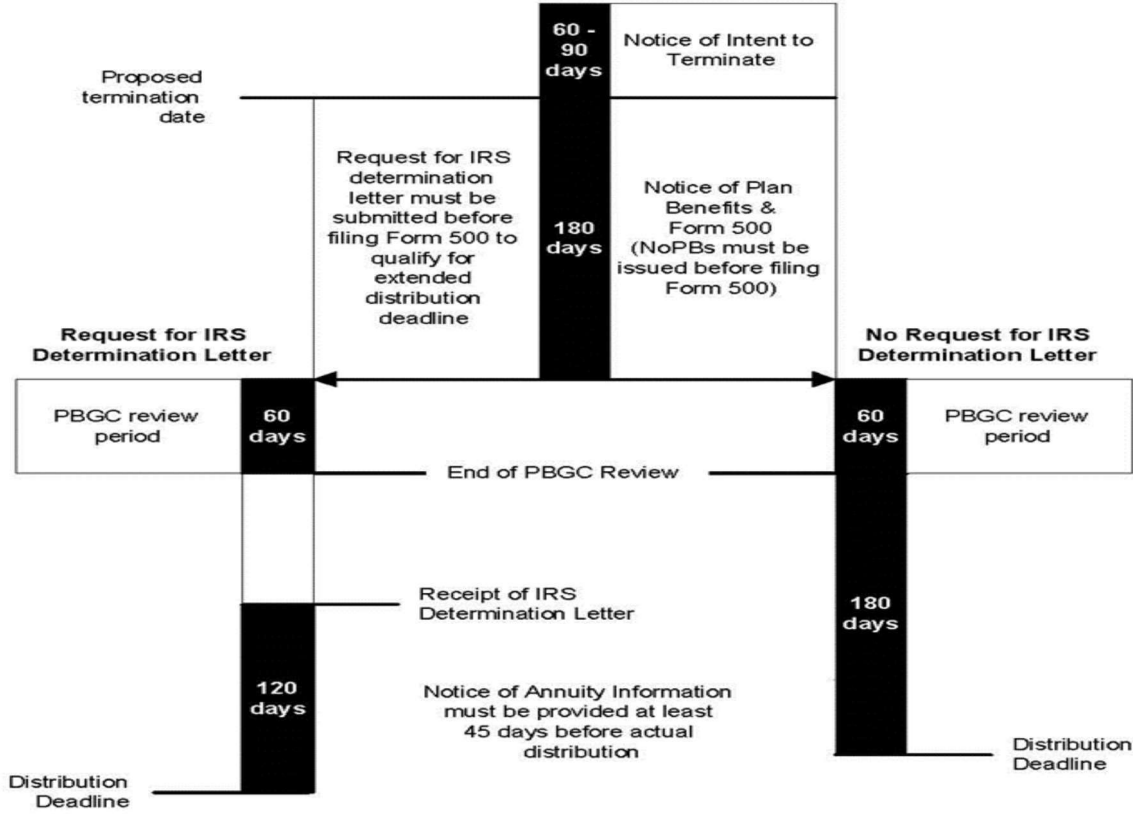 60 -
90
days
Notice of Intent to
Terminate
Proposed
termination
date
Request for IRS
determination
letter must be
submitted before
filing Form 500 to
qualify for
extended
distribution
deadline
180
days
Notice of Plan
Benefits &
Form 500
(NoPBs must be
issued before filing
Form 500)
Request for IRS
Determination Letter
No Request for IRS
Determination Letter
PBGC review
period
60
days
60
days
PBGC review
period
End of PBGC Review
Receipt of IRS
Determination Letter
180
days
120
days
Notice of Annuity Information
must be provided at least
45 days before actual
distribution
Distribution
Deadline
Distribution
Deadline